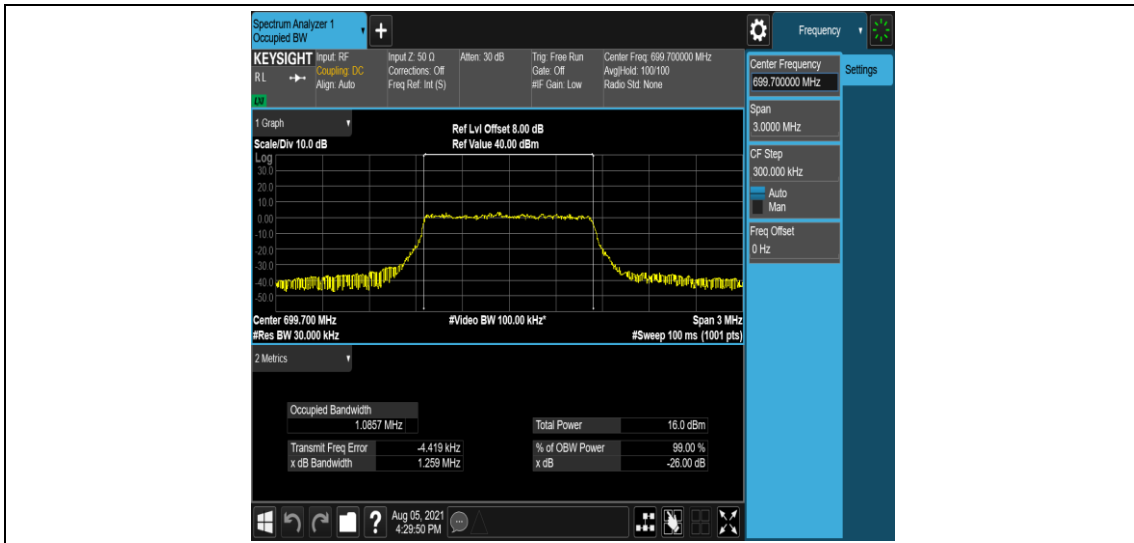 Spectrum Analyzer 1
Occupied BW
+
Frequency
KEYSIGHT
RL
LXI
Input: RF
Coupling: DC
Align: Auto
Input Z: 50 Ω
Corrections: Off
Freq Ref: Int (S)
Atten: 30 dB
Trig: Free Run
Gate: Off
#IF Gain: Low
Center Freq: 699.700000 MHz
Avg|Hold: 100/100
Radio Std: None
Center Frequency
699.700000 MHz
Settings
Span
3.0000 MHz
CF Step
300.000 kHz
Auto
Man
Freq Offset
0 Hz
1 Graph
Scale/Div 10.0 dB
Ref Lvl Offset 8.00 dB
Ref Value 40.00 dBm
Log
30.0
20.0
10.0
0.00
-10.0
-20.0
-30.0
-40.0
-50.0
Center 699.700 MHz
#Video BW 100.00 kHz*
Span 3 MHz
#Res BW 30.000 kHz
#Sweep 100 ms (1001 pts)
2 Metrics
Occupied Bandwidth
1.0857 MHz
Total Power 16.0 dBm
Transmit Freq Error -4.419 kHz
% of OBW Power 99.00 %
x dB Bandwidth 1.259 MHz
x dB -26.00 dB
?
Aug 05, 2021
4:29:50 PM